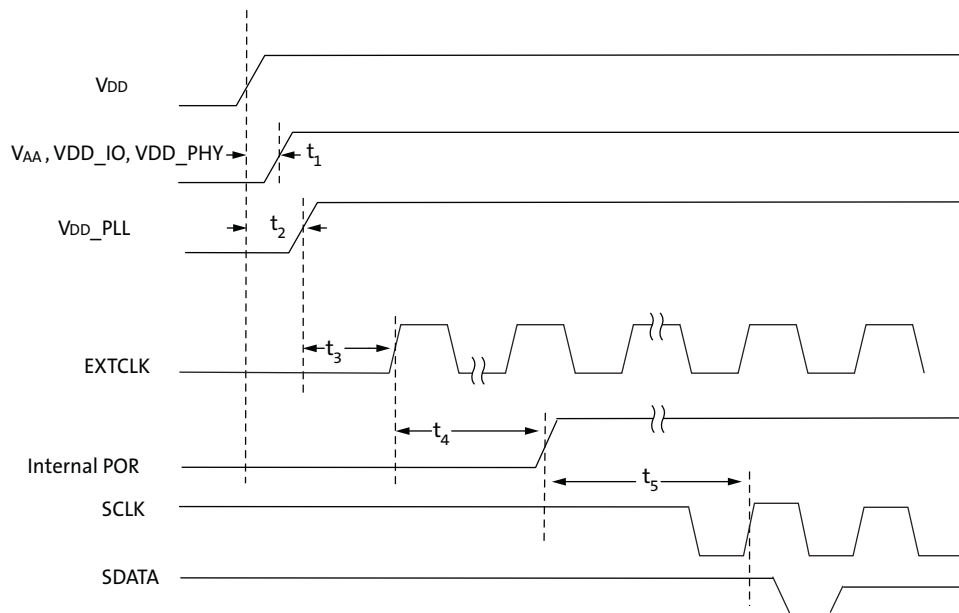 VDD
VAA , VDD_IO, VDD_PHY
t1
VDD_PLL
t2
EXTCLK
t3
t4
Internal POR
t5
SCLK
SDATA